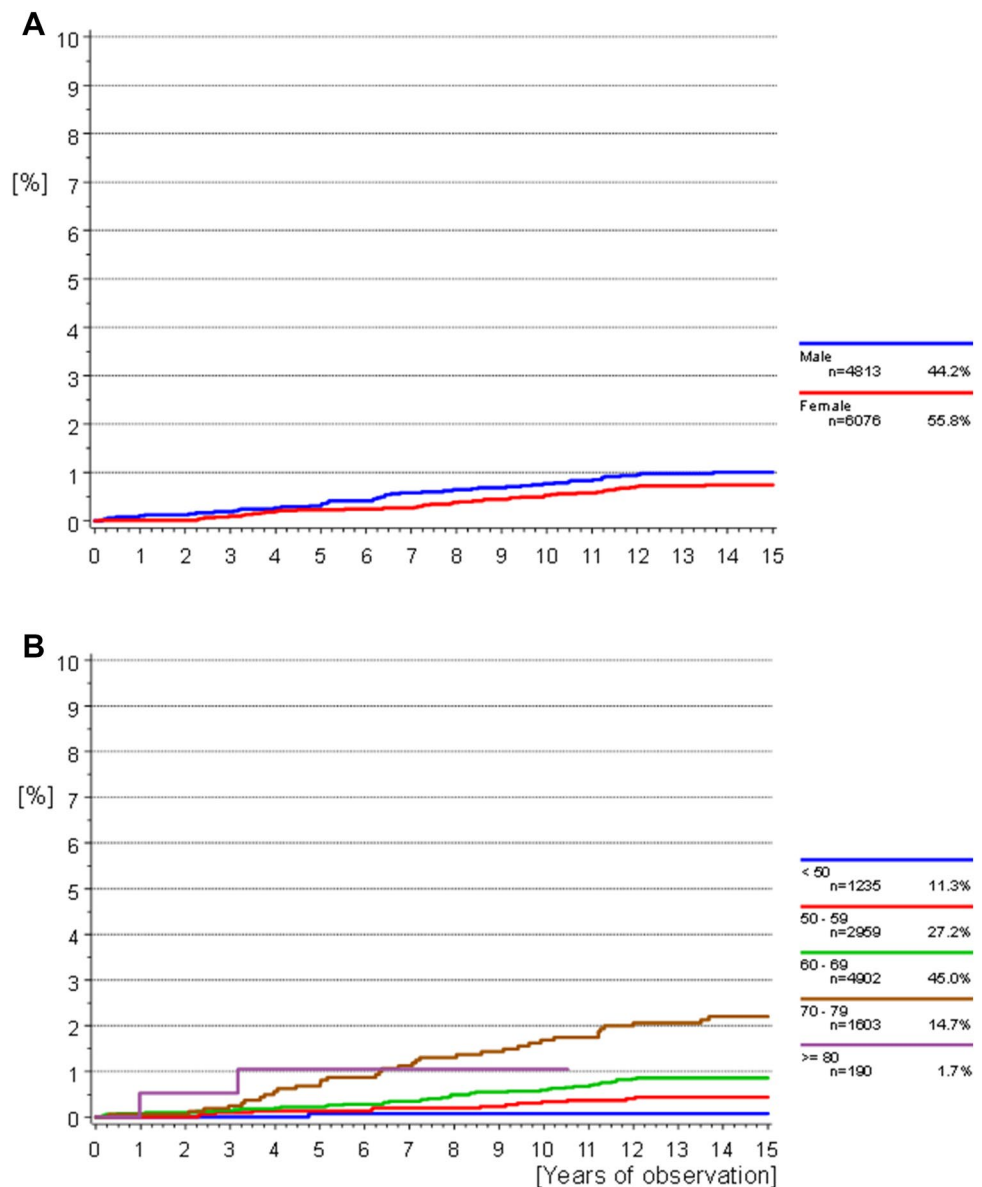 A
10
9
8
[%] 7
6
5
4
3
2
1
0
0 1 2 3 4 5 6 7 8 9 10 11 12 13 14 15
Male
n=4813 44.2%
Female
n=6076 55.8%
B
10
9
8
[%] 7
6
5
4
3
2
1
0
0 1 2 3 4 5 6 7 8 9 10 11 12 13 14 15
[Years of observation]
< 50
n=1235 11.3%
50 - 59
n=2959 27.2%
60 - 69
n=4902 45.0%
70 - 79
n=1603 14.7%
>= 80
n=190 1.7%